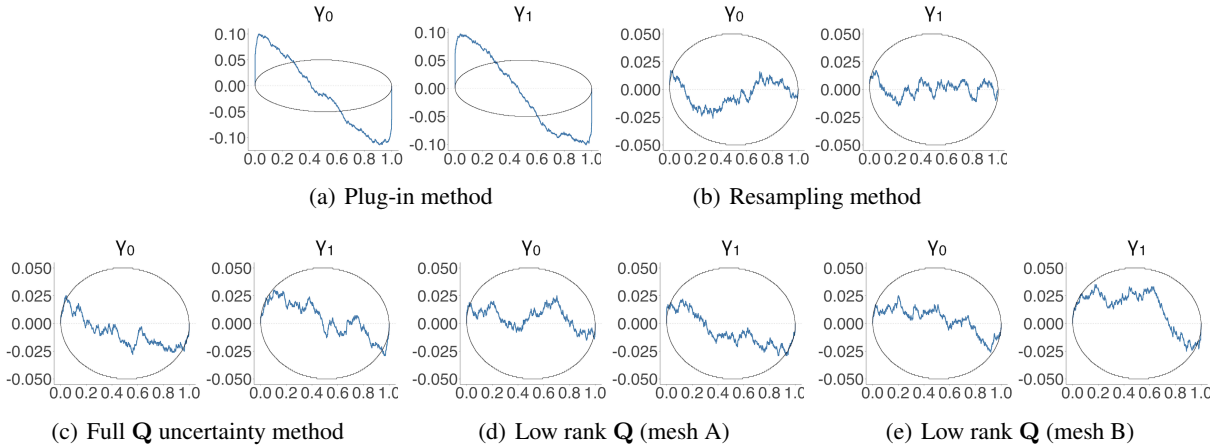 γ0 γ1 γ0 γ1
0.10 0.10 0.050 0.050
0.05 0.05 0.025 0.025
0.00 0.00 0.000 0.000
-0.05 -0.05 -0.025 -0.025
-0.10 -0.10 -0.050 -0.050
0.0 0.2 0.4 0.6 0.8 1.0 0.0 0.2 0.4 0.6 0.8 1.0 0.0 0.2 0.4 0.6 0.8 1.0 0.0 0.2 0.4 0.6 0.8 1.0
(a) Plug-in method (b) Resampling method
γ0 γ1 γ0 γ1 γ0 γ1
0.050 0.050 0.050 0.050 0.050 0.050
0.025 0.025 0.025 0.025 0.025 0.025
0.000 0.000 0.000 0.000 0.000 0.000
-0.025 -0.025 -0.025 -0.025 -0.025 -0.025
-0.050 -0.050 -0.050 -0.050 -0.050 -0.050
0.0 0.2 0.4 0.6 0.8 1.0 0.0 0.2 0.4 0.6 0.8 1.0 0.0 0.2 0.4 0.6 0.8 1.0 0.0 0.2 0.4 0.6 0.8 1.0 0.0 0.2 0.4 0.6 0.8 1.0 0.0 0.2 0.4 0.6 0.8 1.0
(c) Full Q uncertainty method (d) Low rank Q (mesh A) (e) Low rank Q (mesh B)